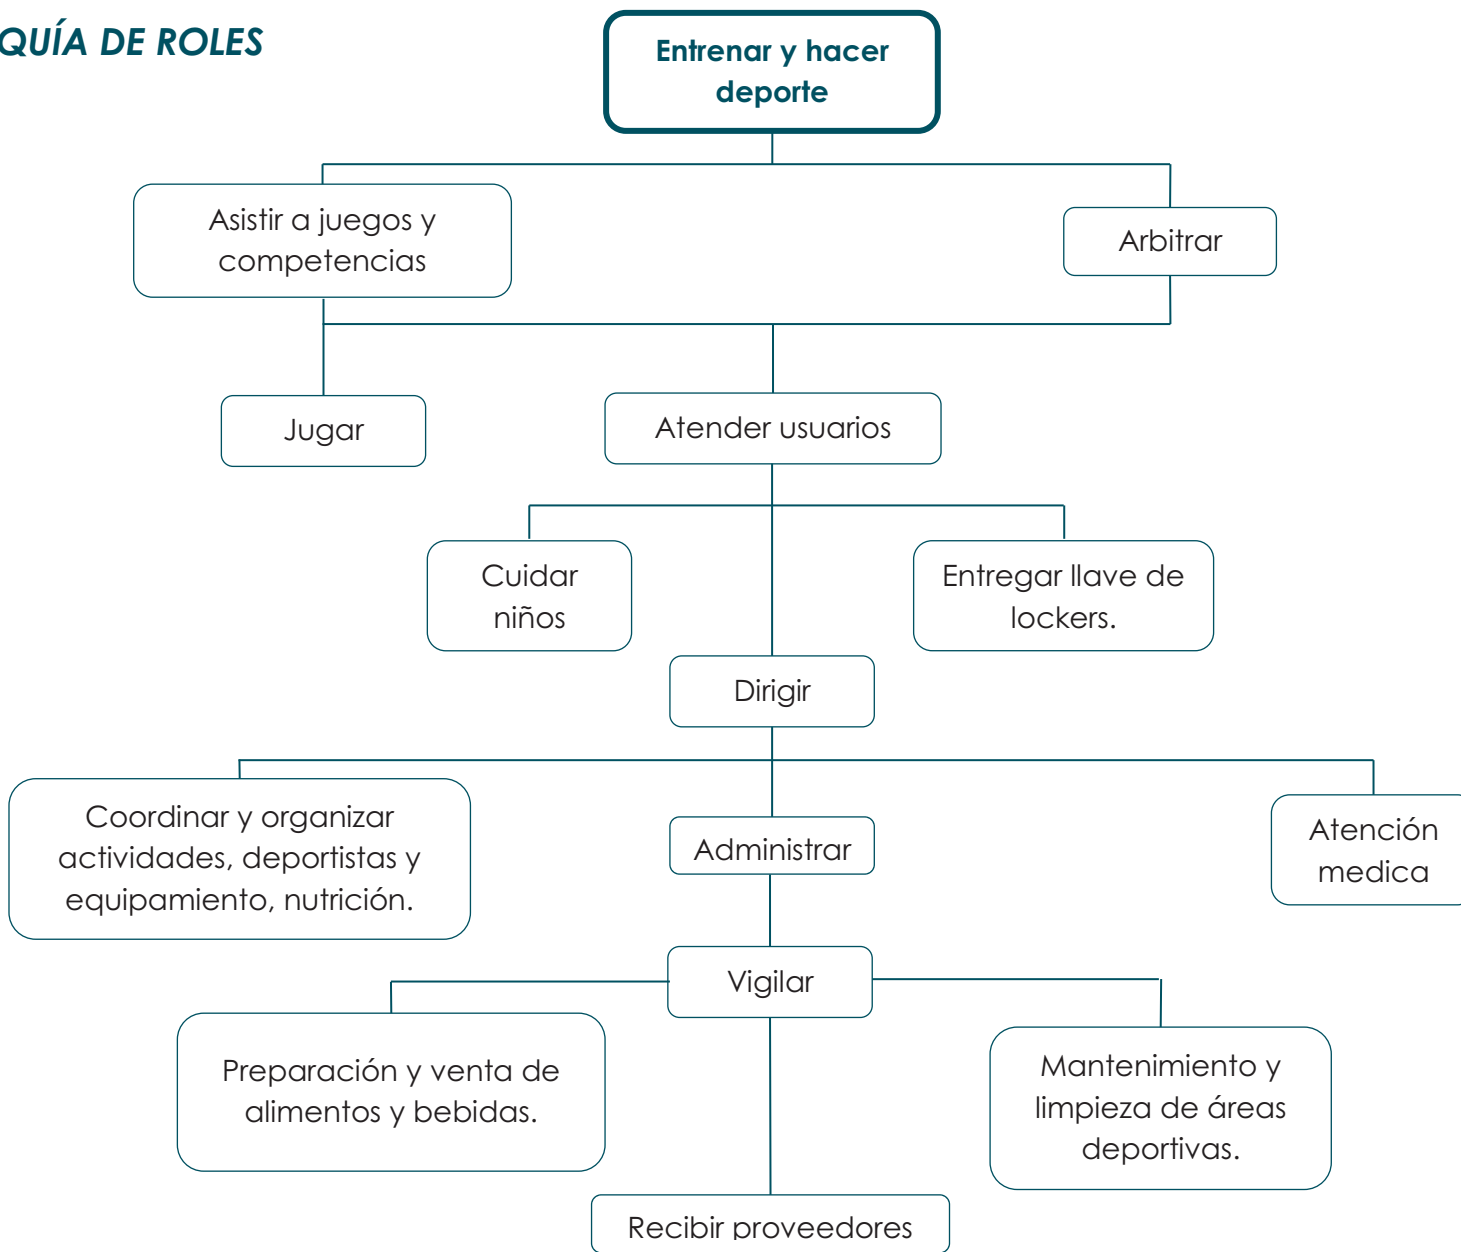 QUÍA DE ROLES
Entrenar y hacer
deporte
Asistir a juegos y
competencias
Arbitrar
Jugar
Atender usuarios
Cuidar
niños
Entregar llave de
lockers.
Dirigir
Coordinar y organizar
actividades, deportistas y
equipamiento, nutrición.
Administrar
Atención
medica
Vigilar
Preparación y venta de
alimentos y bebidas.
Mantenimiento y
limpieza de áreas
deportivas.
Recibir proveedores